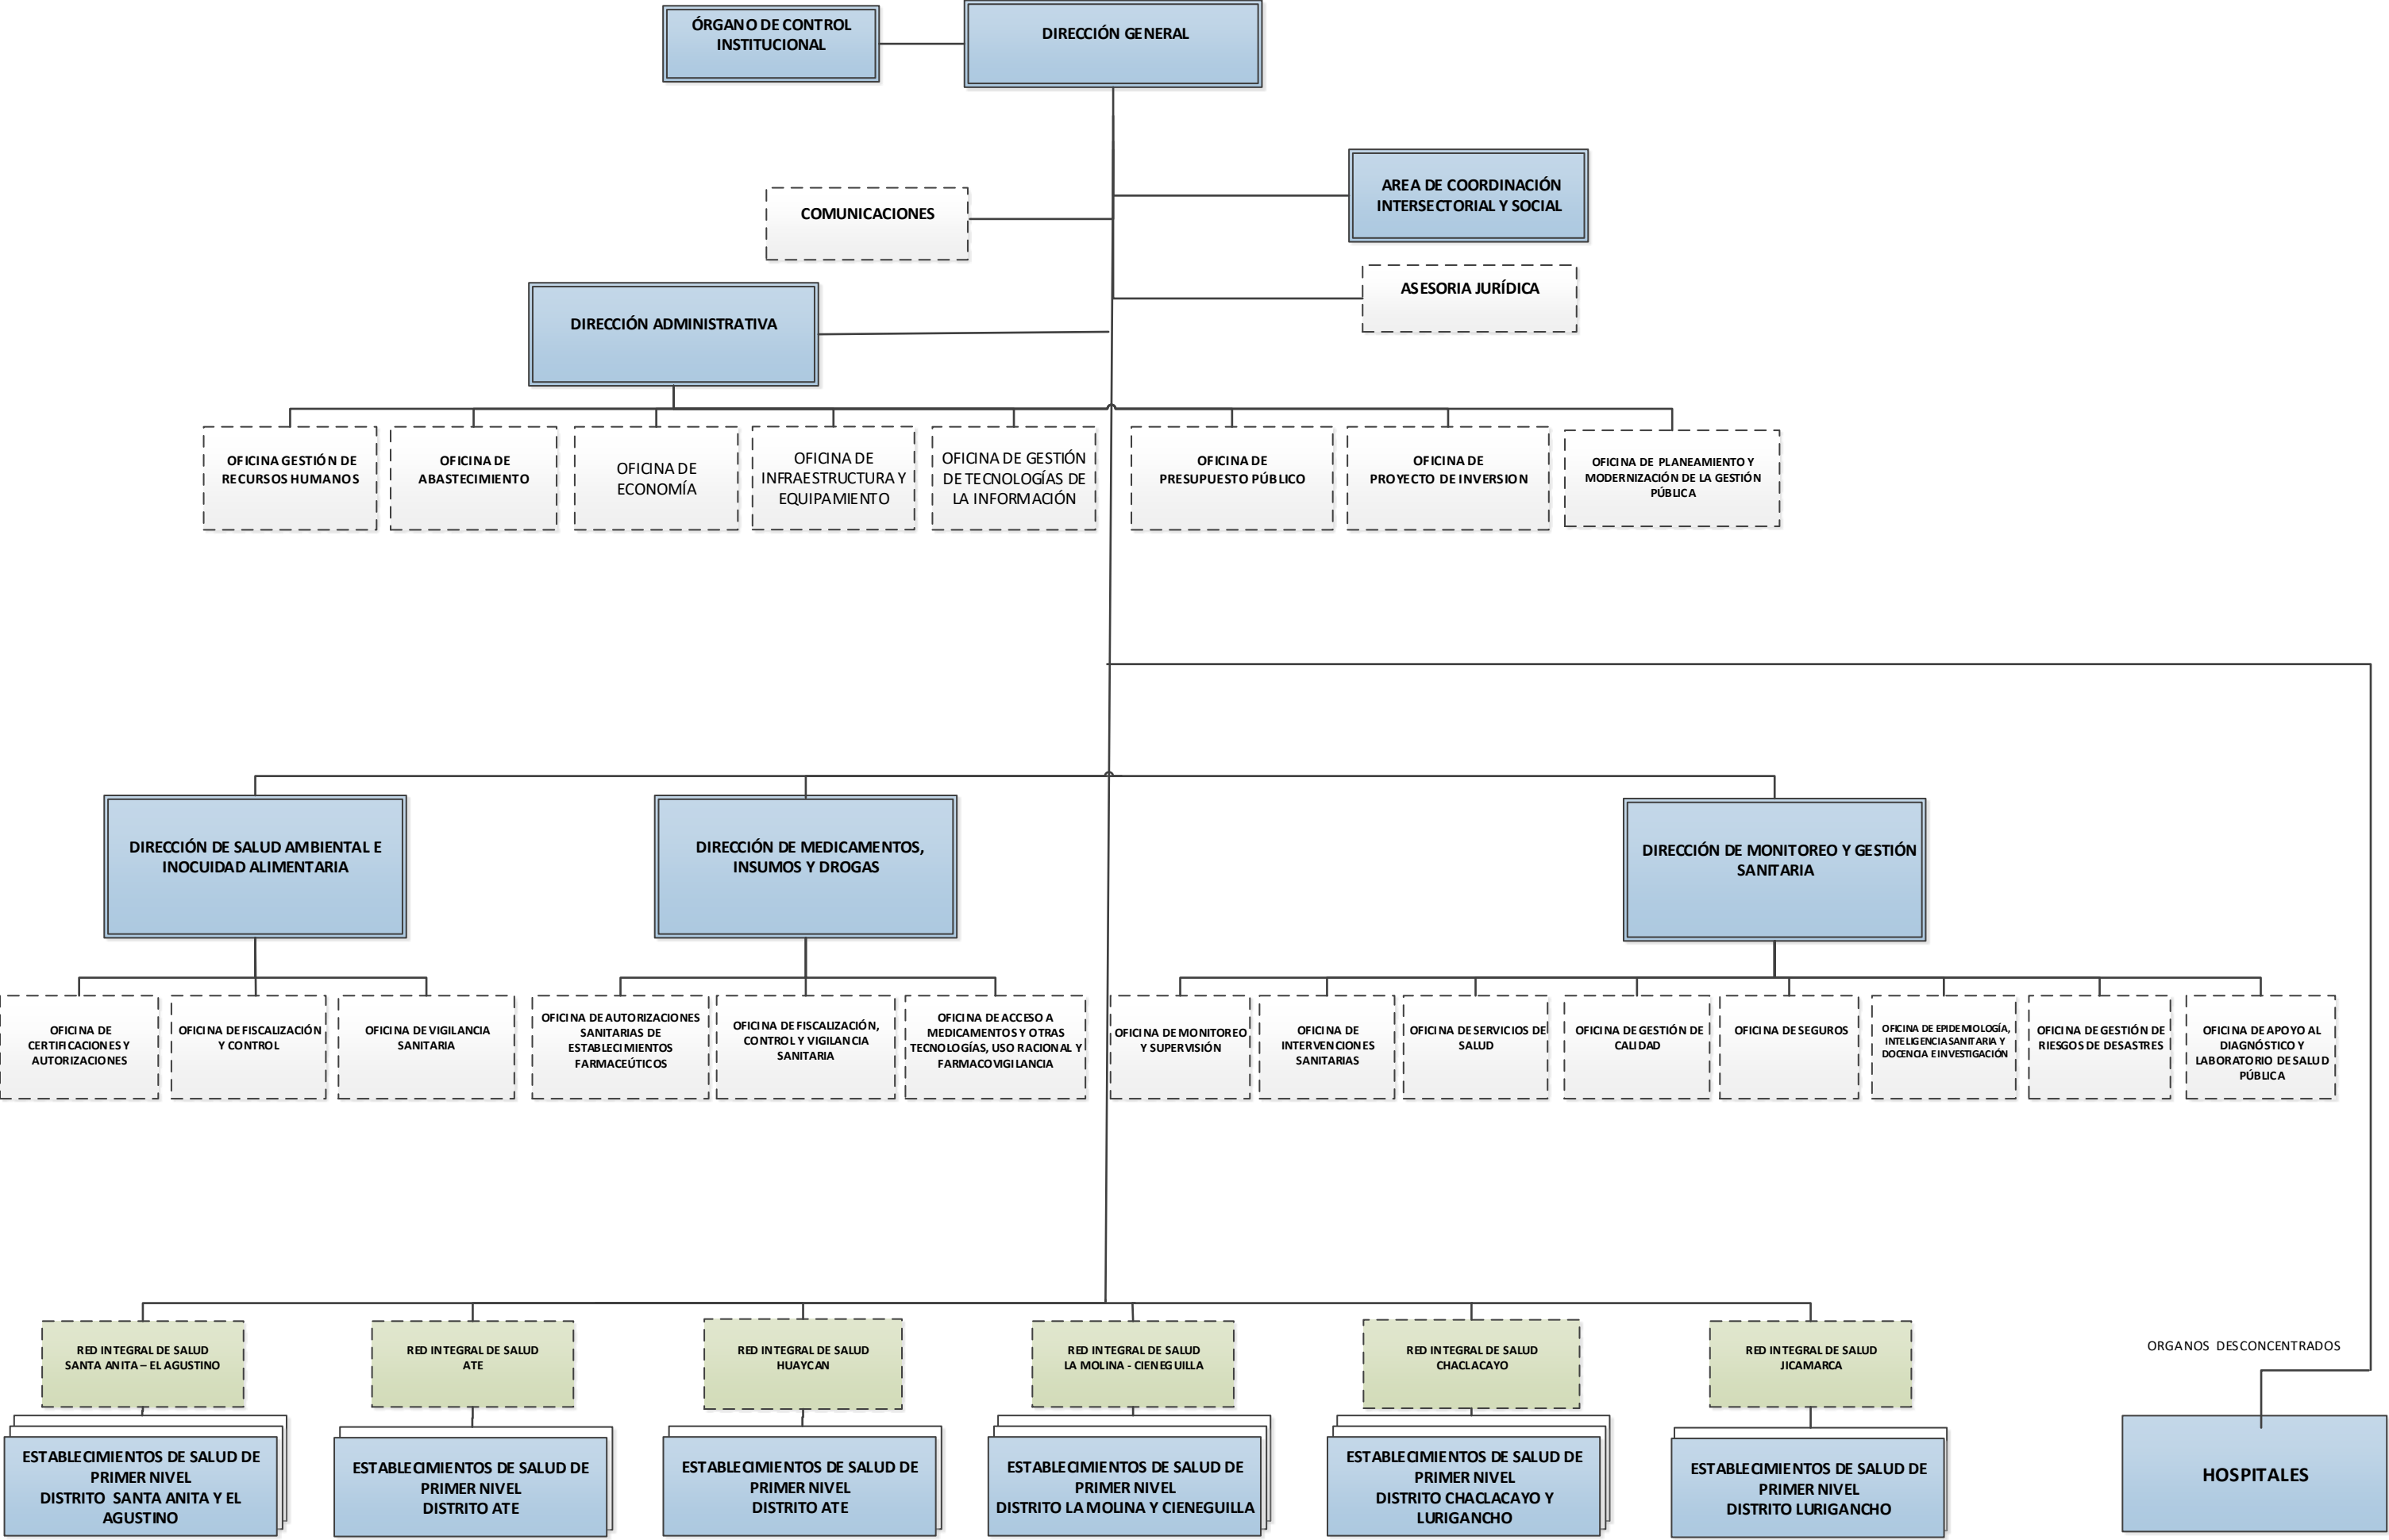 ÓRGANO DE CONTROL
INSTITUCIONAL
DIRECCIÓN GENERAL
AREA DE COORDINACIÓN
INTERSECTORIAL Y SOCIAL
COMUNICACIONES
ASESORIA JURÍDICA
DIRECCIÓN ADMINISTRATIVA
OFICINA GESTIÓN DE
RECURSOS HUMANOS
OFICINA DE
ABASTECIMIENTO
OFICINA DE
ECONOMÍA
OFICINA DE
INFRAESTRUCTURA Y
EQUIPAMIENTO
OFICINA DE GESTIÓN
DE TECNOLOGÍAS DE
LA INFORMACIÓN
OFICINA DE
PRESUPUESTO PÚBLICO
OFICINA DE
PROYECTO DE INVERSION
OFICINA DE PLANEAMIENTO Y
MODERNIZACIÓN DE LA GESTIÓN
PÚBLICA
DIRECCIÓN DE SALUD AMBIENTAL E
INOCUIDAD ALIMENTARIA
DIRECCIÓN DE MEDICAMENTOS,
INSUMOS Y DROGAS
DIRECCIÓN DE MONITOREO Y GESTIÓN
SANITARIA
OFICINA DE
CERTIFICACIONES Y
AUTORIZACIONES
OFICINA DE FISCALIZACIÓN
Y CONTROL
OFICINA DE VIGILANCIA
SANITARIA
OFICINA DE AUTORIZACIONES
SANITARIAS DE
ESTABLECIMIENTOS
FARMACEÚTICOS
OFICINA DE FISCALIZACIÓN,
CONTROL Y VIGILANCIA
SANITARIA
OFICINA DE ACCESO A
MEDICAMENTOS Y OTRAS
TECNOLOGÍAS, USO RACIONAL Y
FARMACOVIGILANCIA
OFICINA DE MONITOREO
Y SUPERVISIÓN
OFICINA DE
INTERVENCIONES
SANITARIAS
OFICINA DE SERVICIOS DE
SALUD
OFICINA DE GESTIÓN DE
CALIDAD
OFICINA DE SEGUROS
OFICINA DE EPIDEMIOLOGÍA,
INTELIGENCIA SANITARIA Y
DOCENCIA E INVESTIGACIÓN
OFICINA DE GESTIÓN DE
RIESGOS DE DESASTRES
OFICINA DE APOYO AL
DIAGNÓSTICO Y
LABORATORIO DE SALUD
PÚBLICA
RED INTEGRAL DE SALUD
SANTA ANITA – EL AGUSTINO
RED INTEGRAL DE SALUD
ATE
RED INTEGRAL DE SALUD
HUAYCAN
RED INTEGRAL DE SALUD
LA MOLINA - CIENEGUILLA
RED INTEGRAL DE SALUD
CHACLACAYO
RED INTEGRAL DE SALUD
JICAMARCA
ORGANOS DESCONCENTRADOS
ESTABLECIMIENTOS DE SALUD DE
PRIMER NIVEL
DISTRITO SANTA ANITA Y EL
AGUSTINO
ESTABLECIMIENTOS DE SALUD DE
PRIMER NIVEL
DISTRITO ATE
ESTABLECIMIENTOS DE SALUD DE
PRIMER NIVEL
DISTRITO ATE
ESTABLECIMIENTOS DE SALUD DE
PRIMER NIVEL
DISTRITO LA MOLINA Y CIENEGUILLA
ESTABLECIMIENTOS DE SALUD DE
PRIMER NIVEL
DISTRITO CHACLACAYO Y
LURIGANCHO
ESTABLECIMIENTOS DE SALUD DE
PRIMER NIVEL
DISTRITO LURIGANCHO
HOSPITALES